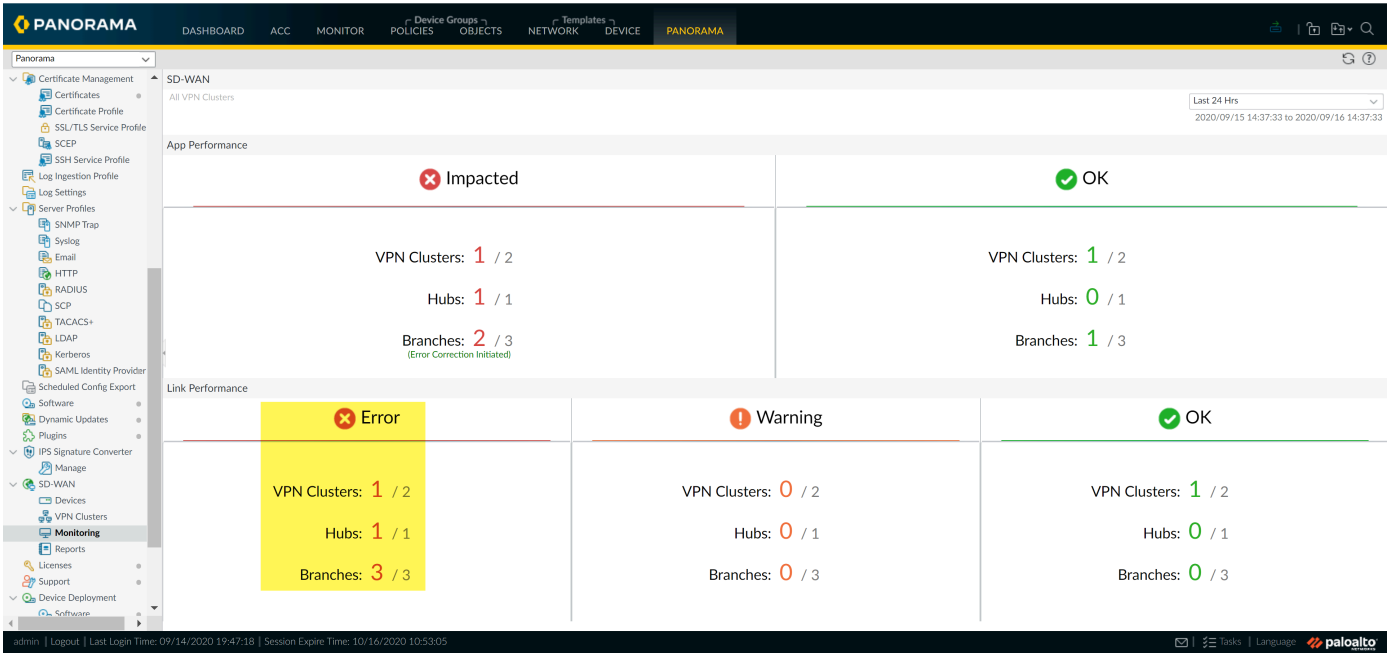 PANORAMA
Device Groups
Templates
DASHBOARD ACC MONITOR POLICIES OBJECTS NETWORK DEVICE PANORAMA
Panorama
Certificate Management
Certificates
Certificate Profile
SSL/TLS Service Profile
SCEP
SSH Service Profile
Log Ingestion Profile
Log Settings
Server Profiles
SNMP Trap
Syslog
Email
HTTP
RADIUS
SCP
TACACS+
LDAP
Kerberos
SAML Identity Provider
Scheduled Config Export
Software
Dynamic Updates
Plugins
IPS Signature Converter
Manage
SD-WAN
Devices
VPN Clusters
Monitoring
Reports
Licenses
Support
Device Deployment
Software
SD-WAN
All VPN Clusters
Last 24 Hrs
2020/09/15 14:37:33 to 2020/09/16 14:37:33
App Performance
Impacted
VPN Clusters: 1 / 2
Hubs: 1 / 1
Branches: 2 / 3
(Error Correction Initiated)
OK
VPN Clusters: 1 / 2
Hubs: 0 / 1
Branches: 1 / 3
Link Performance
Error
VPN Clusters: 1 / 2
Hubs: 1 / 1
Branches: 3 / 3
Warning
VPN Clusters: 0 / 2
Hubs: 0 / 1
Branches: 0 / 3
OK
VPN Clusters: 1 / 2
Hubs: 0 / 1
Branches: 0 / 3
admin | Logout | Last Login Time: 09/14/2020 19:47:18 | Session Expire Time: 10/16/2020 10:53:05
Tasks | Language
paloalto
NETWORKS